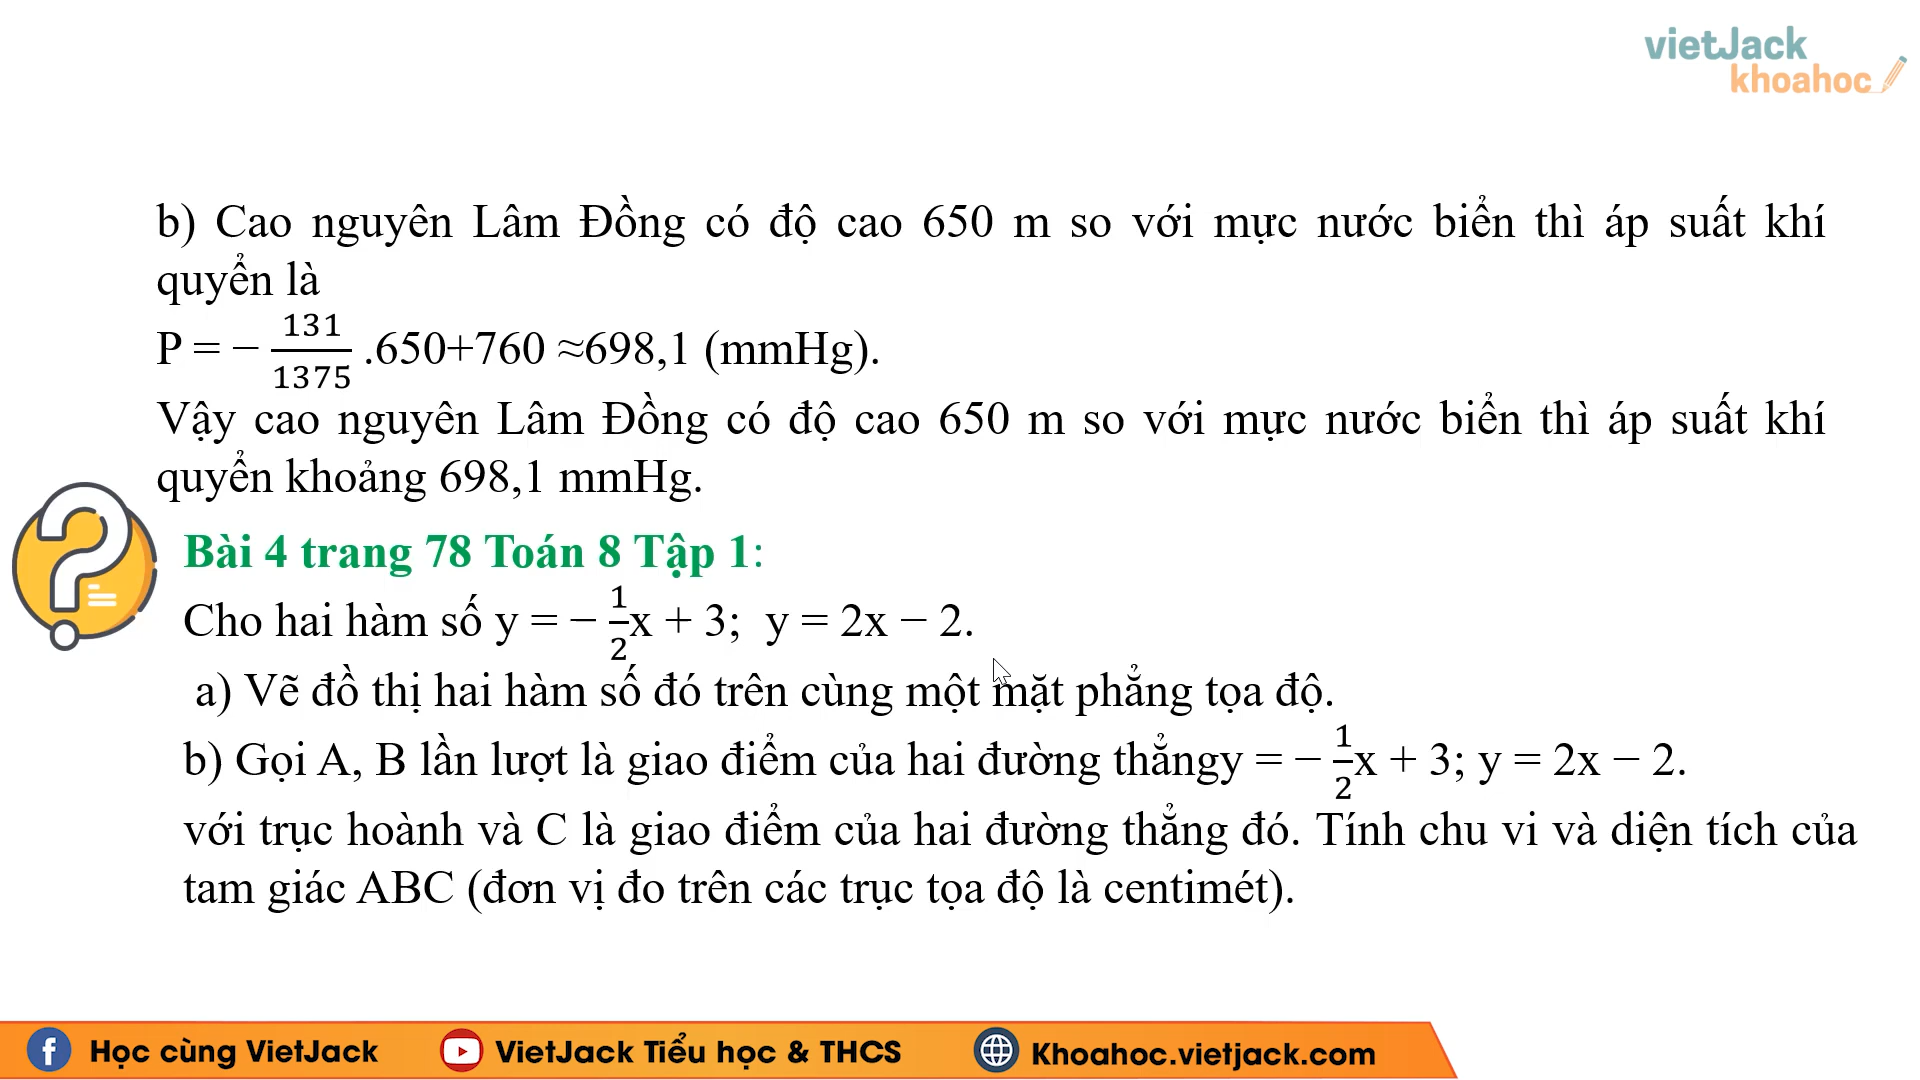 vietJack
khoahoc
b) Cao nguyên Lâm Đồng có độ cao 650 m so với mực nước biển thì áp suất khí
quyển là
P = − 131/1375 .650+760 ≈698,1 (mmHg).
Vậy cao nguyên Lâm Đồng có độ cao 650 m so với mực nước biển thì áp suất khí
quyển khoảng 698,1 mmHg.
Bài 4 trang 78 Toán 8 Tập 1:
Cho hai hàm số y = − 1/2x + 3; y = 2x − 2.
a) Vẽ đồ thị hai hàm số đó trên cùng một mặt phẳng tọa độ.
b) Gọi A, B lần lượt là giao điểm của hai đường thẳngy = − 1/2x + 3; y = 2x − 2.
với trục hoành và C là giao điểm của hai đường thẳng đó. Tính chu vi và diện tích của
tam giác ABC (đơn vị đo trên các trục tọa độ là centimét).
Học cùng VietJack
VietJack Tiểu học & THCS
Khoahoc.vietjack.com